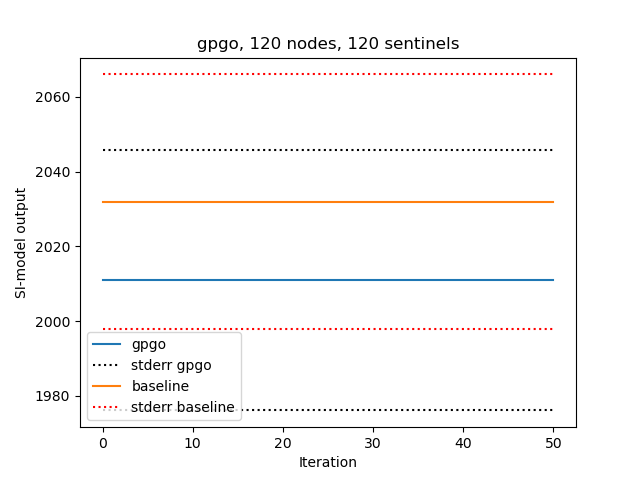 gpgo, 120 nodes, 120 sentinels
2060
2040
2020
2000
1980
SI-model output
gpgo
stderr gpgo
baseline
stderr baseline
0 10 20 30 40 50
Iteration